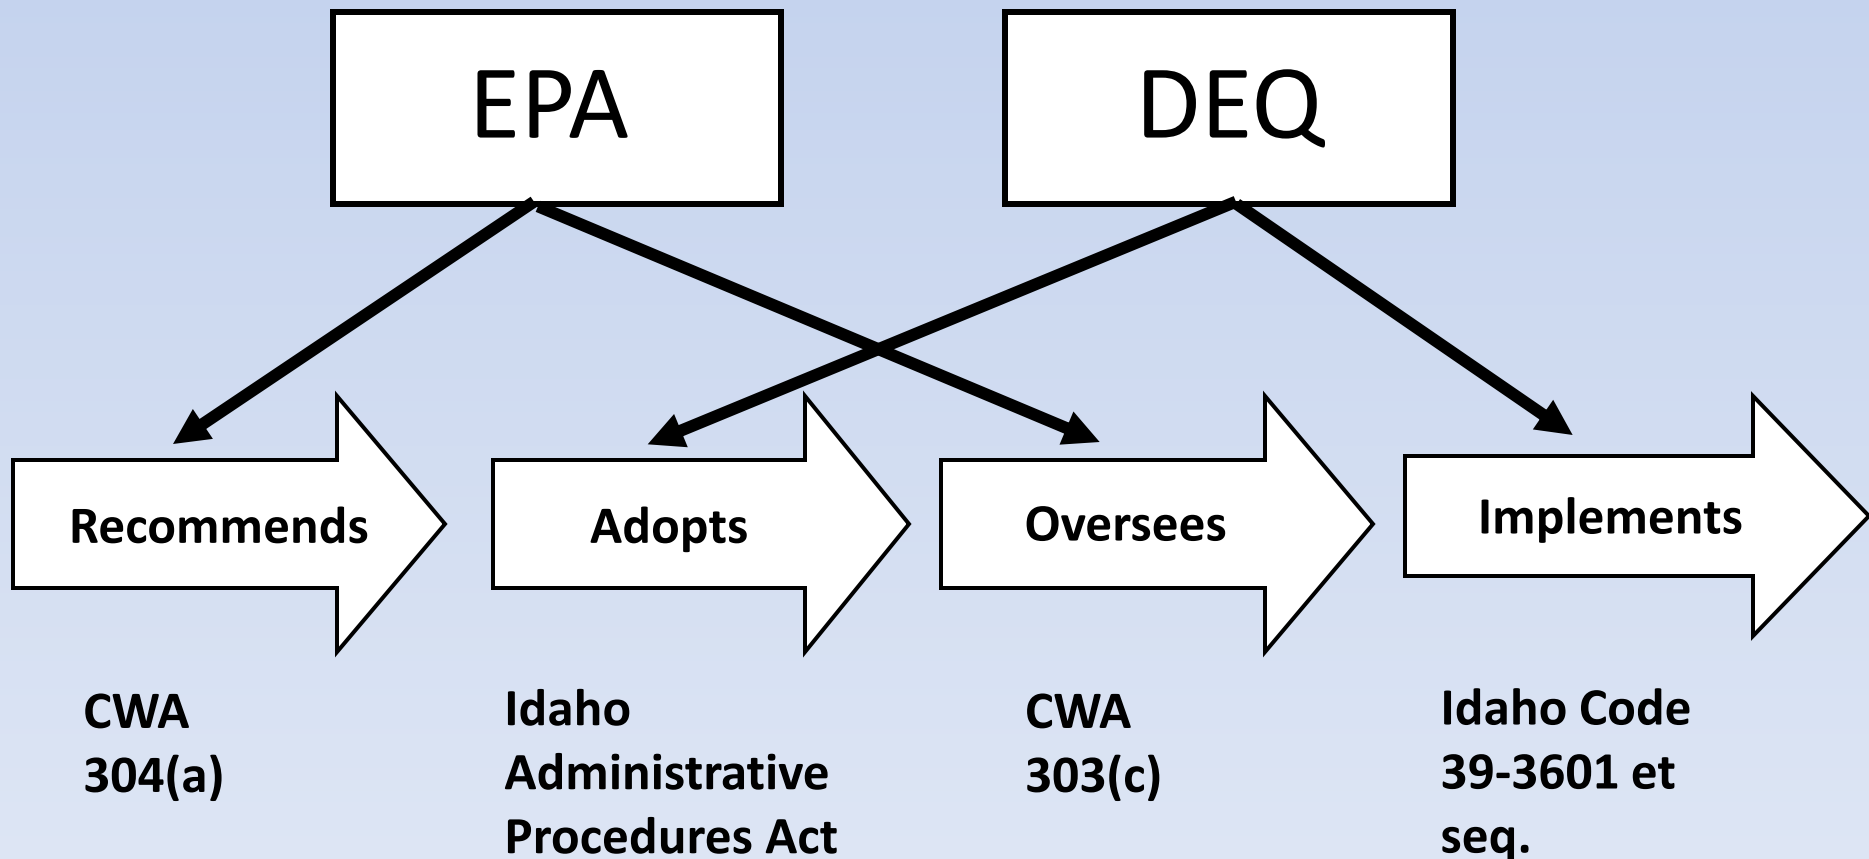 EPA
DEQ
Recommends
Adopts
Oversees
Implements
CWA
304(a)
Idaho
Administrative
Procedures Act
CWA
303(c)
Idaho Code
39-3601 et
seq.